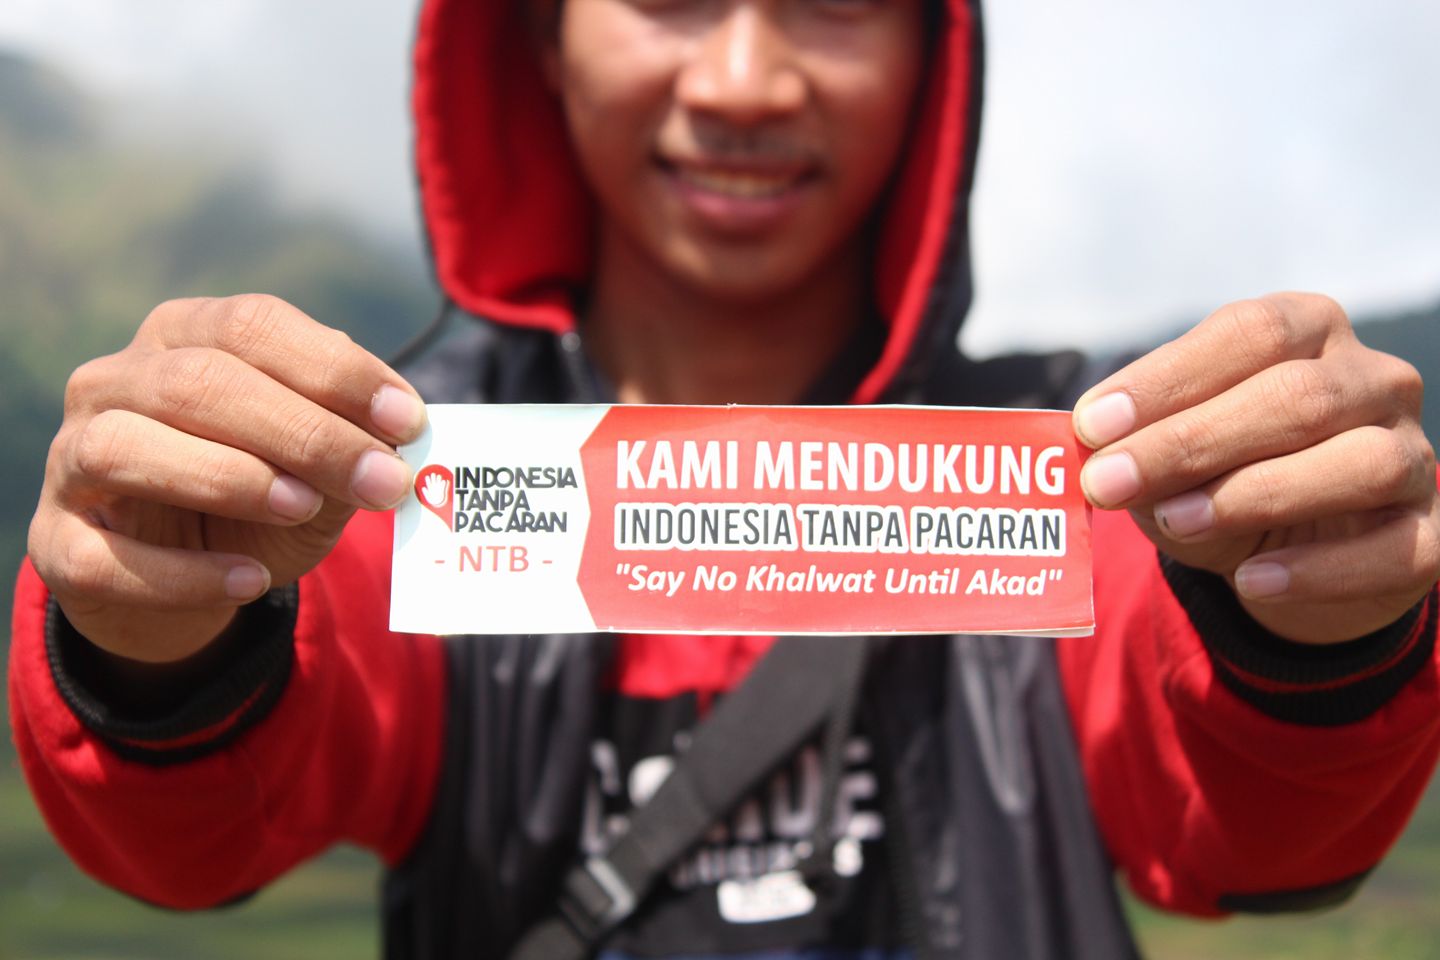 INDONESIA
TANPA
PACARAN
- NTB -
KAMI MENDUKUNG
INDONESIA TANPA PACARAN
"Say No Khalwat Until Akad"